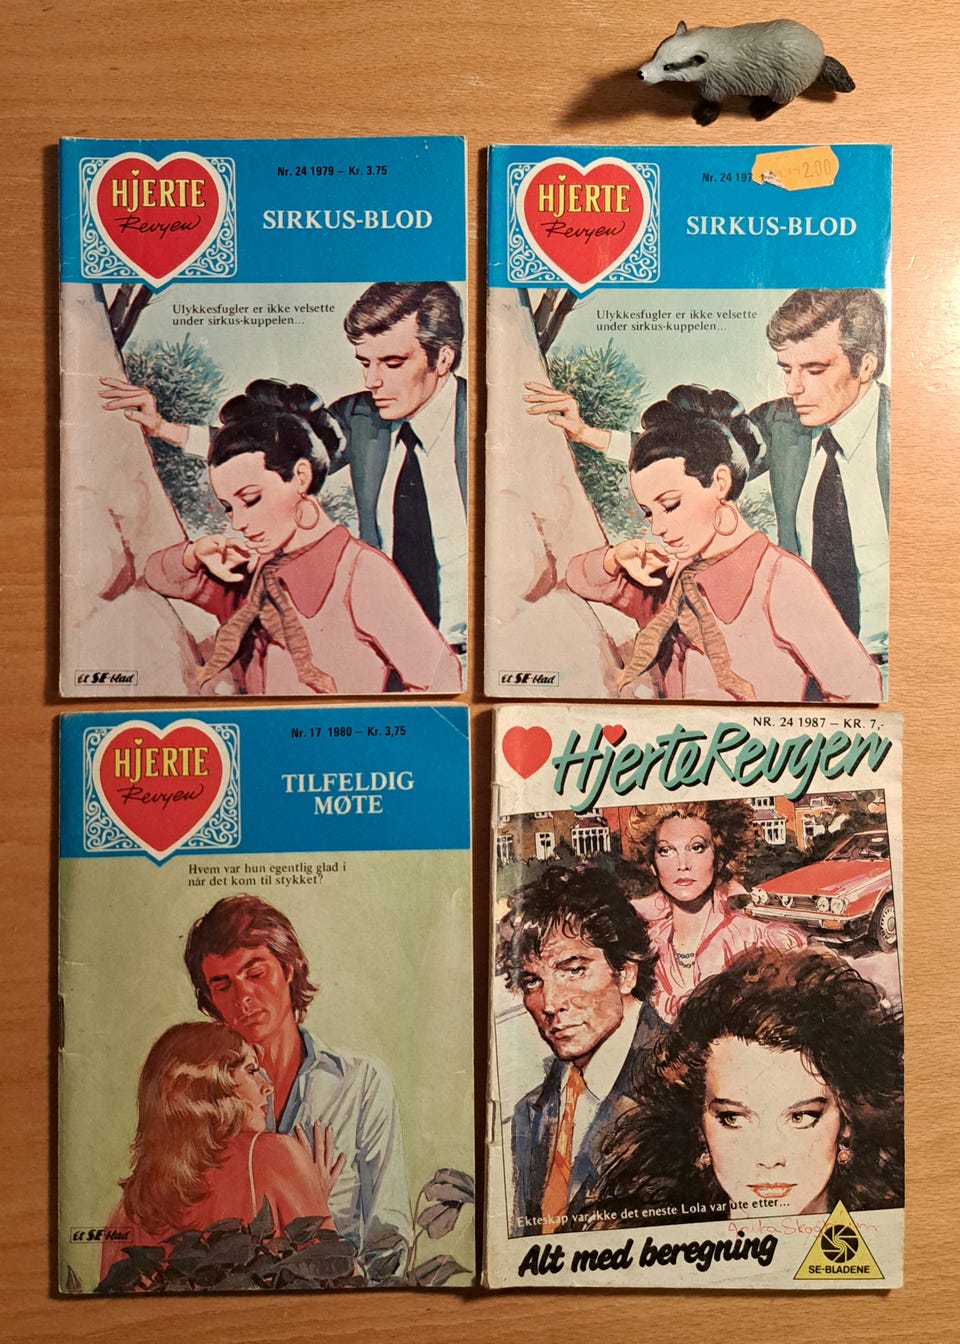 Nr. 24 1979 – Kr. 3.75
HJERTE
Revyen
SIRKUS-BLOD
Ulykkesfugler er ikke velsette
under sirkus-kuppelen...
Et SE-blad
Nr. 24 197
2.00
HJERTE
Revyen
SIRKUS-BLOD
Ulykkesfugler er ikke velsette
under sirkus-kuppelen...
Et SE-blad
Nr. 17 1980 – Kr. 3,75
HJERTE
Revyen
TILFELDIG
MØTE
Hvem var hun egentlig glad i
når det kom til stykket?
Et SE-blad
NR. 24 1987 – KR. 7,-
HjerteRevyen
Ekteskap var ikke det eneste Lola var ute etter...
Alt med beregning
SE-BLADENE